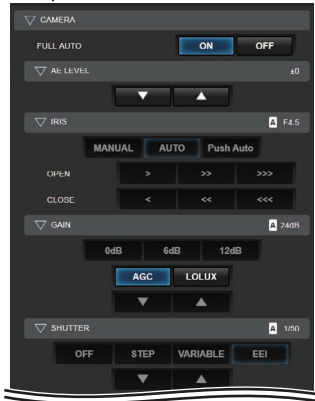 CAMERA
FULL AUTO ON OFF
AE LEVEL ±0
IRIS A F4.5
MANUAL AUTO Push Auto
OPEN > >> >>>
CLOSE < << <<<
GAIN A 24dB
0dB 6dB 12dB
AGC LOLUX
SHUTTER A 1/50
OFF STEP VARIABLE EEI